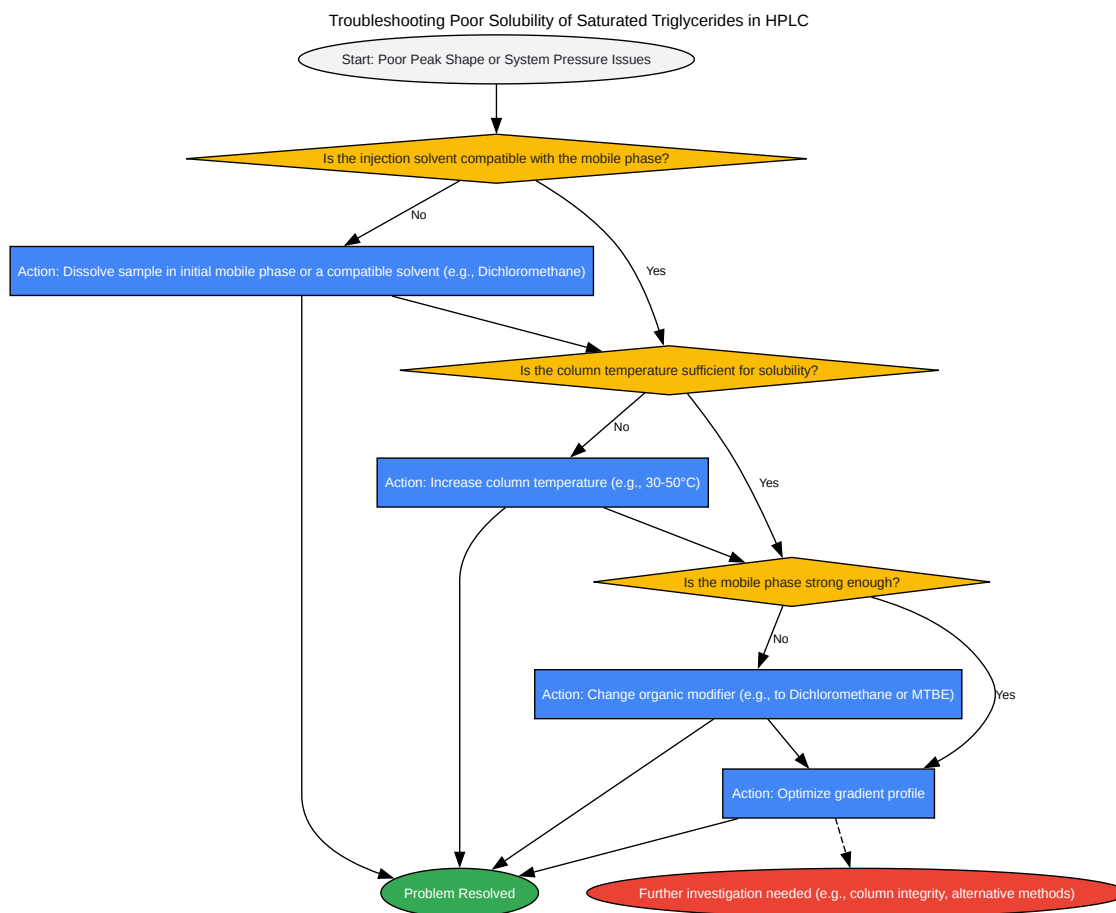 Troubleshooting Poor Solubility of Saturated Triglycerides in HPLC
Start: Poor Peak Shape or System Pressure Issues
Is the injection solvent compatible with the mobile phase?
No
Action: Dissolve sample in initial mobile phase or a compatible solvent (e.g., Dichloromethane)
Yes
Is the column temperature sufficient for solubility?
No
Action: Increase column temperature (e.g., 30-50°C)
Yes
Is the mobile phase strong enough?
No
Action: Change organic modifier (e.g., to Dichloromethane or MTBE)
Yes
Action: Optimize gradient profile
Problem Resolved
Further investigation needed (e.g., column integrity, alternative methods)